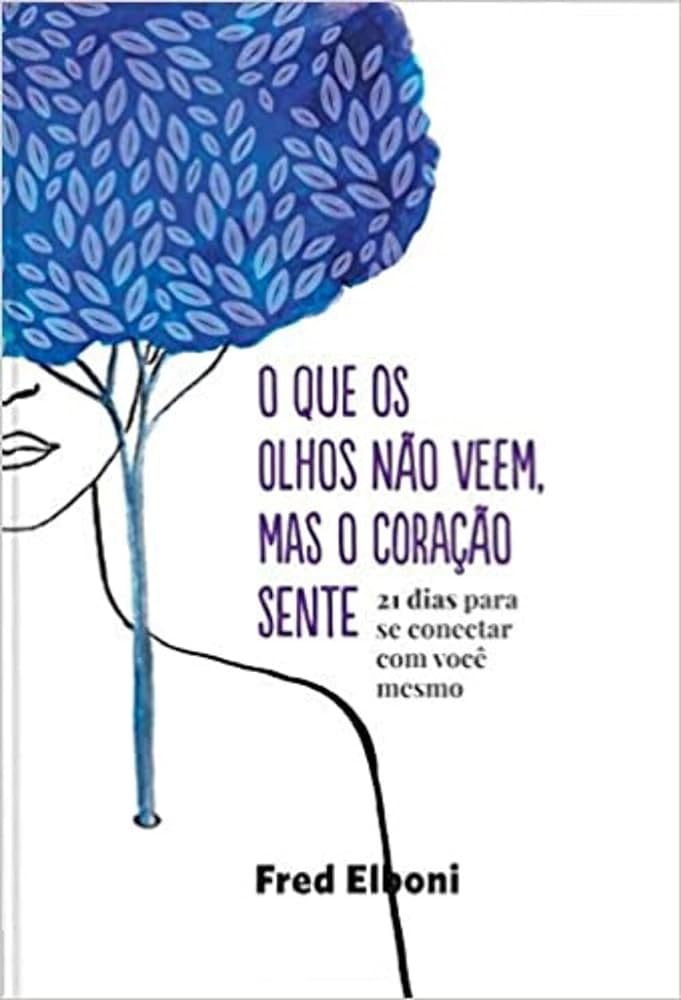 O QUE OS
OLHOS NÃO VEEM,
MAS O CORAÇÃO
SENTE
21 dias para
se conectar
com você
mesmo
Fred Elboni